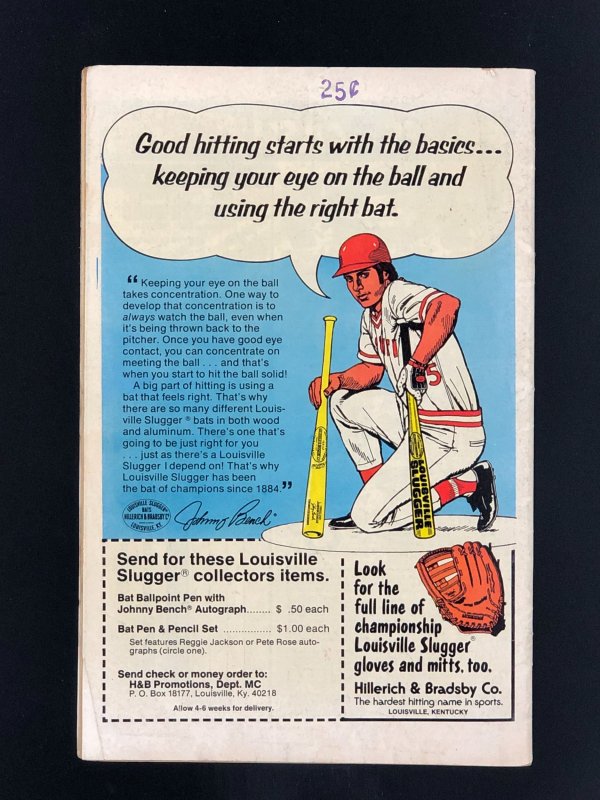 25¢
Good hitting starts with the basics...
keeping your eye on the ball and
using the right bat.
“Keeping your eye on the ball
takes concentration. One way to
develop that concentration is to
always watch the ball, even when
it's being thrown back to the
pitcher. Once you have good eye
contact, you can concentrate on
meeting the ball . . . and that's
when you start to hit the ball solid!
A big part of hitting is using a
bat that feels right. That's why
there are so many different Louis-
ville Slugger® bats in both wood
and aluminum. There's one that's
going to be just right for you
. . . just as there's a Louisville
Slugger I depend on! That's why
Louisville Slugger has been
the bat of champions since 1884.”
LOUISVILLE SLUGGER
BATS
HILLERICH & BRADSBY Co
LOUISVILLE, KY.
Johnny Bench
5
LOUISVILLE
SLUGGER
Send for these Louisville
Slugger® collectors items.
Bat Ballpoint Pen with
Johnny Bench® Autograph....... $ .50 each
Bat Pen & Pencil Set ............... $1.00 each
Set features Reggie Jackson or Pete Rose auto-
graphs (circle one).
Send check or money order to:
H&B Promotions, Dept. MC
P. O. Box 18177, Louisville, Ky. 40218
Allow 4-6 weeks for delivery.
Look
for the
full line of
championship
Louisville Slugger®
gloves and mitts, too.
Hillerich & Bradsby Co.
The hardest hitting name in sports.
LOUISVILLE, KENTUCKY